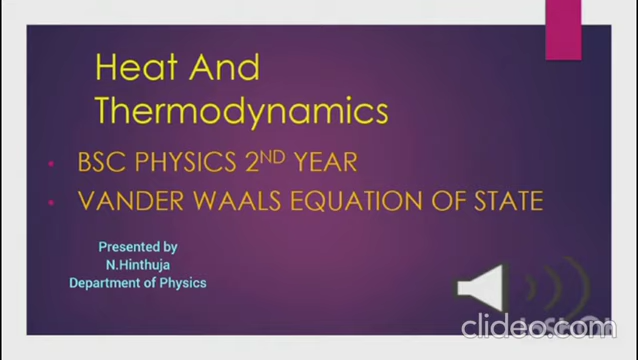 Heat And
Thermodynamics
• BSC PHYSICS 2ND YEAR
• VANDER WAALS EQUATION OF STATE
Presented by
N.Hinthuja
Department of Physics
clideo.com